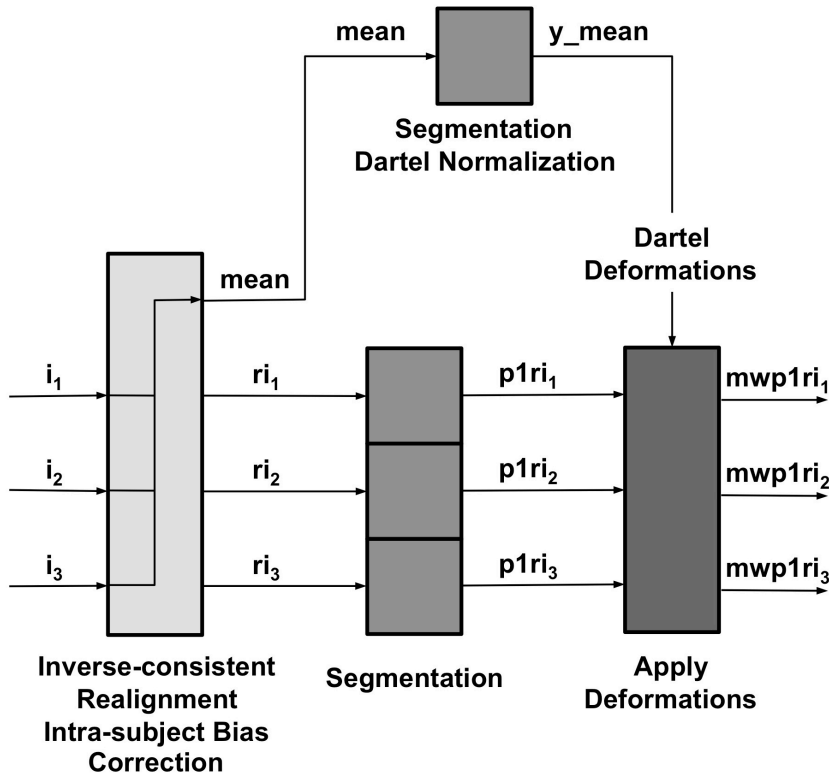 mean
y_mean
Segmentation
Dartel Normalization
Dartel
Deformations
mean
i₁
ri₁
p1ri₁
mwp1ri₁
i₂
ri₂
p1ri₂
mwp1ri₂
i₃
ri₃
p1ri₃
mwp1ri₃
Inverse-consistent
Realignment
Intra-subject Bias
Correction
Segmentation
Apply
Deformations